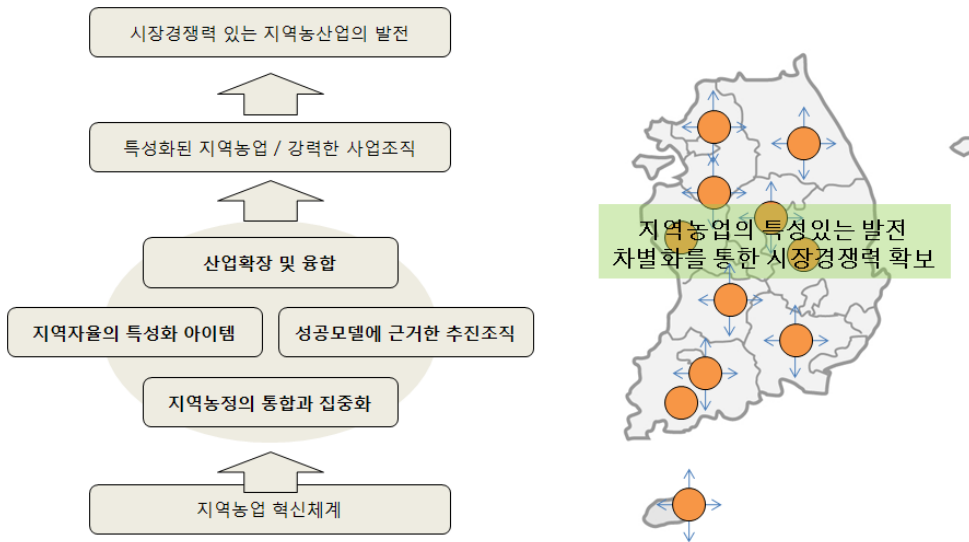 시장경쟁력 있는 지역농산업의 발전
특성화된 지역농업 / 강력한 사업조직
산업확장 및 융합
지역자율의 특성화 아이템
성공모델에 근거한 추진조직
지역농정의 통합과 집중화
지역농업 혁신체계
지역농업의 특성있는 발전
차별화를 통한 시장경쟁력 확보